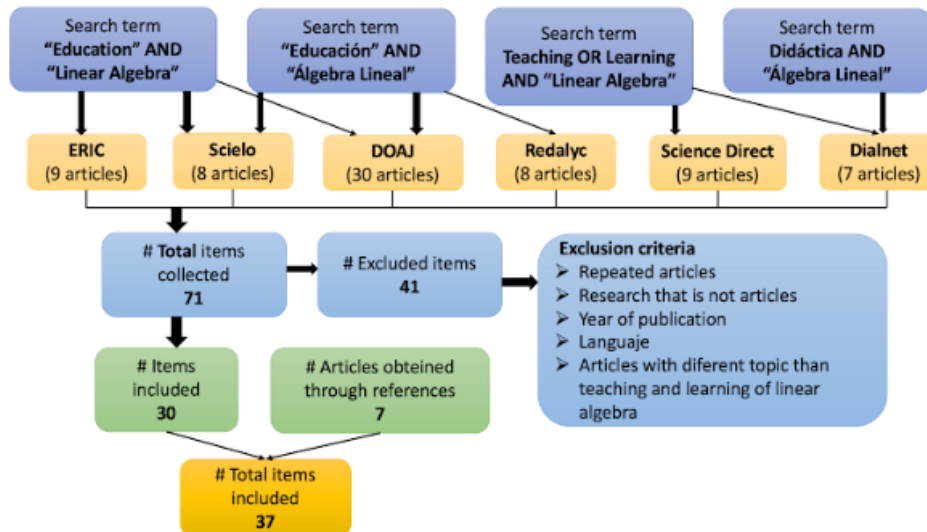 Search term
“Education” AND
“Linear Algebra”
Search term
“Educación” AND
“Álgebra Lineal”
Search term
Teaching OR Learning
AND “Linear Algebra”
Search term
Didáctica AND
“Álgebra Lineal”
ERIC
(9 articles)
Scielo
(8 articles)
DOAJ
(30 articles)
Redalyc
(8 articles)
Science Direct
(9 articles)
Dialnet
(7 articles)
# Total items
collected
71
# Excluded items
41
Exclusion criteria
➢ Repeated articles
➢ Research that is not articles
➢ Year of publication
➢ Languaje
➢ Articles with diferent topic than
teaching and learning of linear
algebra
# Items
included
30
# Articles obteined
through references
7
# Total items
included
37